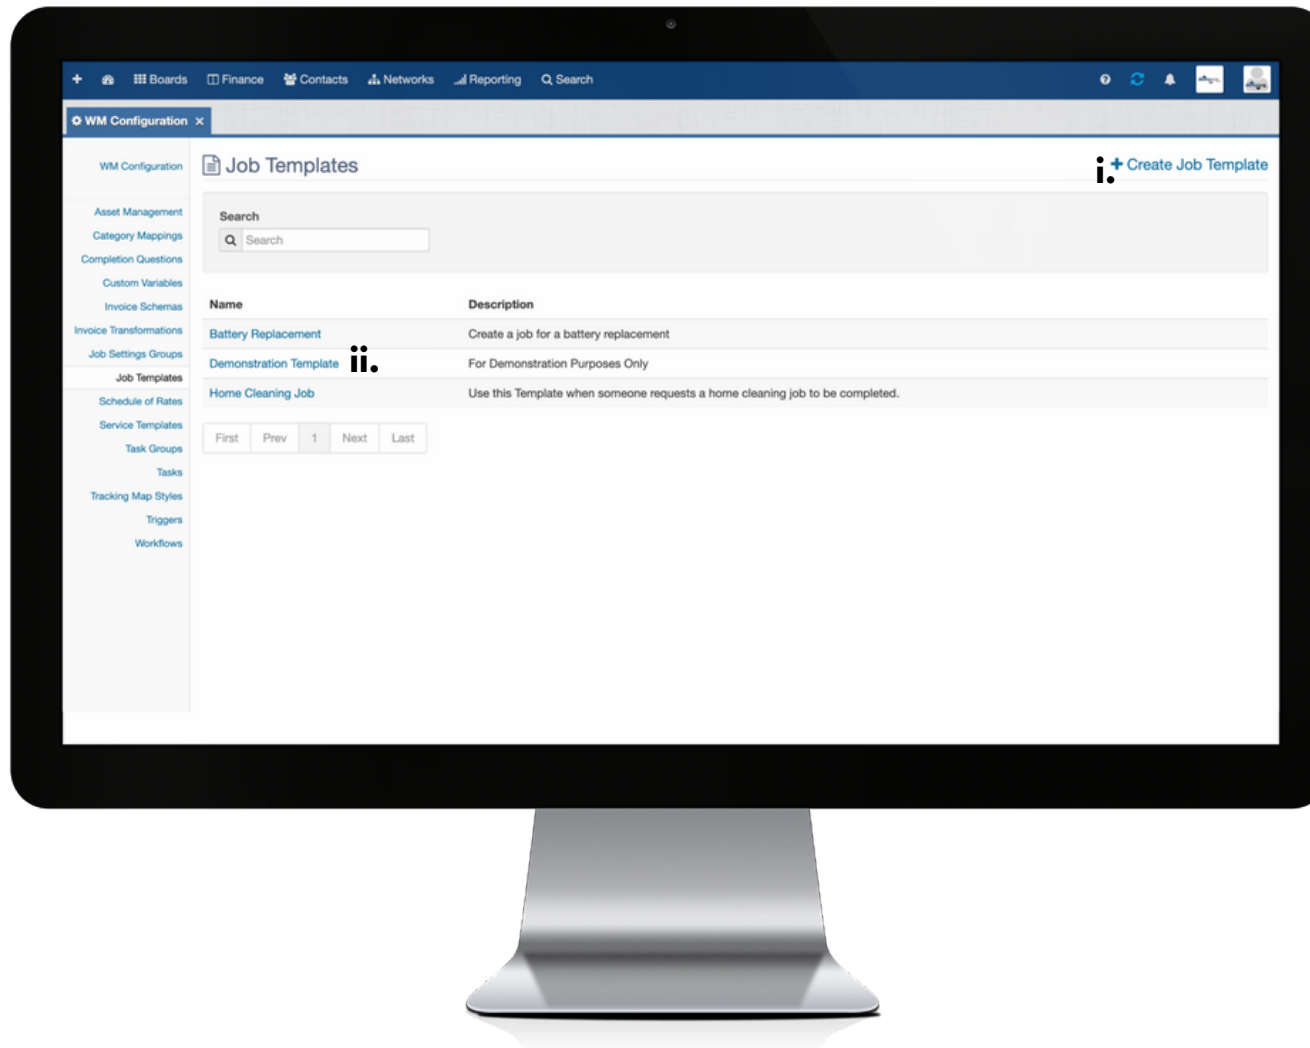 Boards Finance Contacts Networks Reporting Search
WM Configuration ×
WM Configuration
Asset Management
Category Mappings
Completion Questions
Custom Variables
Invoice Schemas
Invoice Transformations
Job Settings Groups
Job Templates
Schedule of Rates
Service Templates
Task Groups
Tasks
Tracking Map Styles
Triggers
Workflows
Job Templates
i. + Create Job Template
Search
Search
Name Description
Battery Replacement Create a job for a battery replacement
Demonstration Template ii. For Demonstration Purposes Only
Home Cleaning Job Use this Template when someone requests a home cleaning job to be completed.
First Prev 1 Next Last